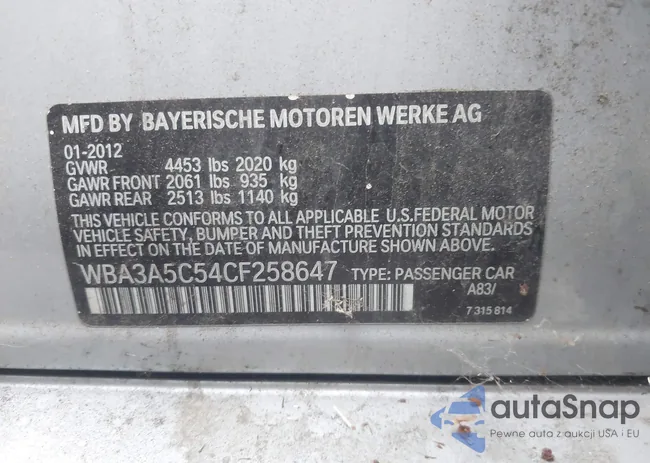 MFD BY BAYERISCHE MOTOREN WERKE AG
01-2012
GVWR 4453 lbs 2020 kg
GAWR FRONT 2061 lbs 935 kg
GAWR REAR 2513 lbs 1140 kg
THIS VEHICLE CONFORMS TO ALL APPLICABLE U.S.FEDERAL MOTOR
VEHICLE SAFETY, BUMPER AND THEFT PREVENTION STANDARDS
IN EFFECT ON THE DATE OF MANUFACTURE SHOWN ABOVE.
WBA3A5C54CF258647 TYPE: PASSENGER CAR
A83/
7 315 814
autaSnap
Pewne auta z aukcji USA i EU